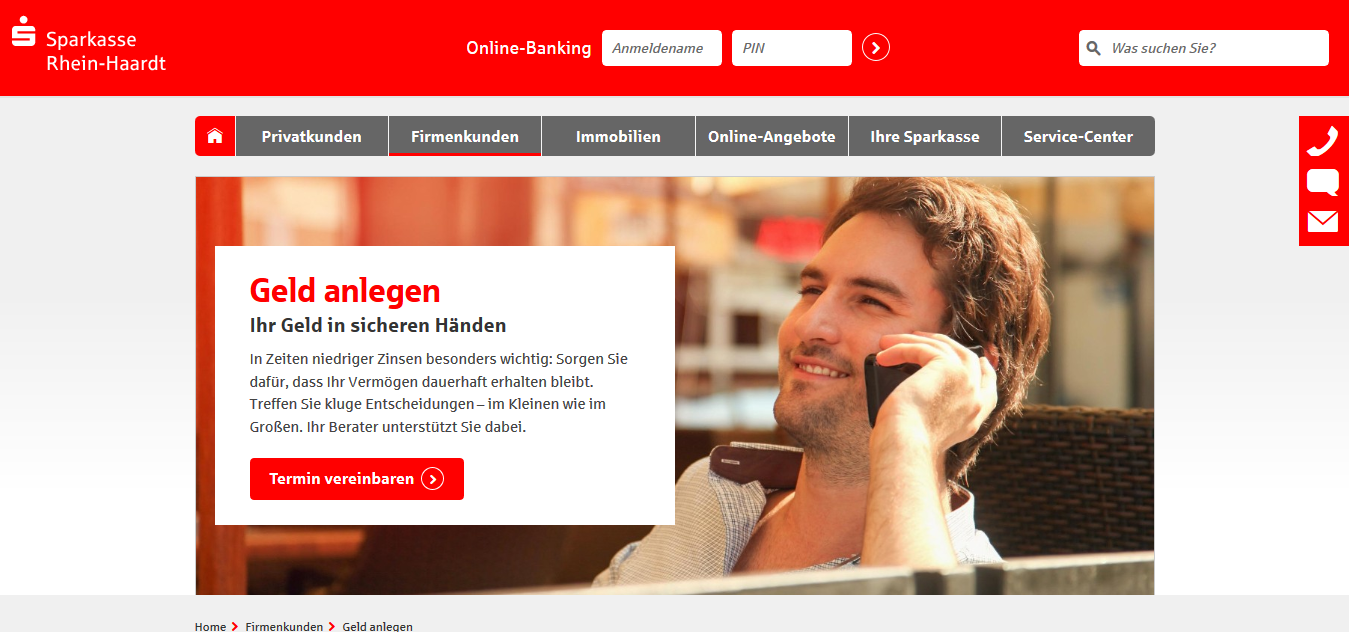 Sparkasse
Rhein-Haardt
Online-Banking
Anmeldename
PIN
Was suchen Sie?
Privatkunden
Firmenkunden
Immobilien
Online-Angebote
Ihre Sparkasse
Service-Center
Geld anlegen
Ihr Geld in sicheren Händen
In Zeiten niedriger Zinsen besonders wichtig: Sorgen Sie
dafür, dass Ihr Vermögen dauerhaft erhalten bleibt.
Treffen Sie kluge Entscheidungen – im Kleinen wie im
Großen. Ihr Berater unterstützt Sie dabei.
Termin vereinbaren
Home Firmenkunden Geld anlegen